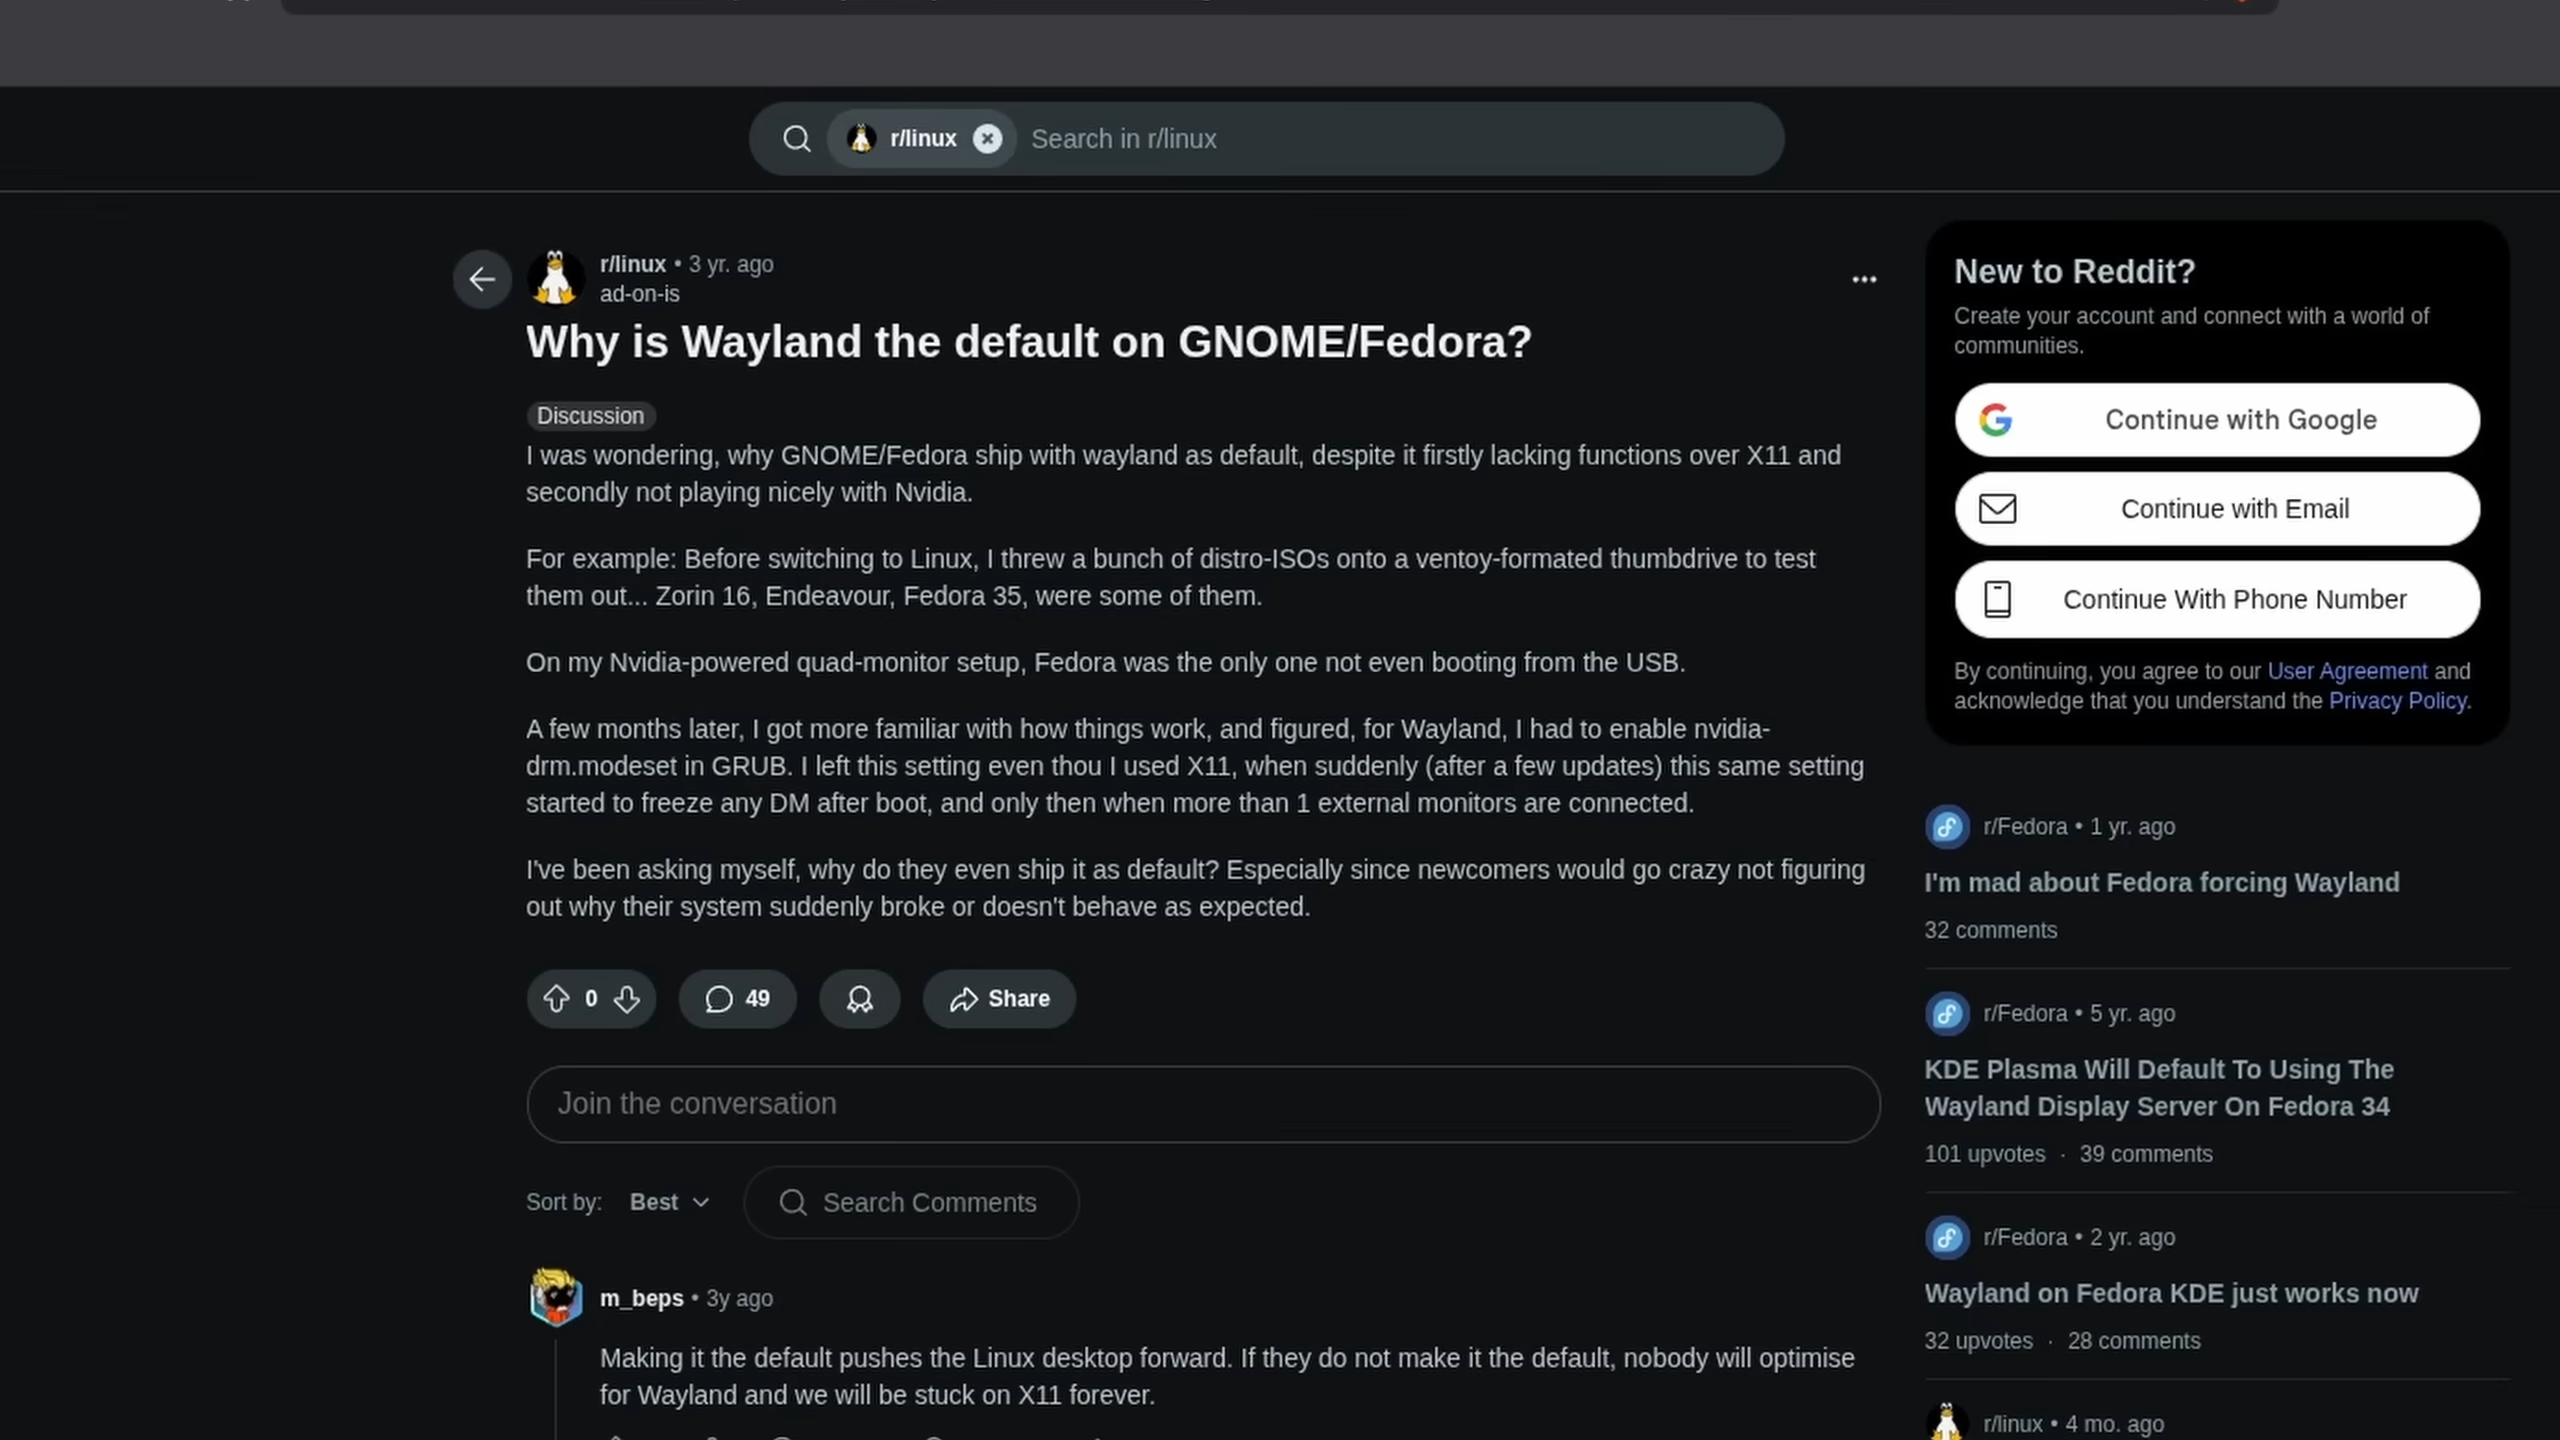 r/linux
Search in r/linux
r/linux • 3 yr. ago
ad-on-is
Why is Wayland the default on GNOME/Fedora?
Discussion
I was wondering, why GNOME/Fedora ship with wayland as default, despite it firstly lacking functions over X11 and
secondly not playing nicely with Nvidia.
For example: Before switching to Linux, I threw a bunch of distro-ISOs onto a ventoy-formated thumbdrive to test
them out... Zorin 16, Endeavour, Fedora 35, were some of them.
On my Nvidia-powered quad-monitor setup, Fedora was the only one not even booting from the USB.
A few months later, I got more familiar with how things work, and figured, for Wayland, I had to enable nvidia-
drm.modeset in GRUB. I left this setting even thou I used X11, when suddenly (after a few updates) this same setting
started to freeze any DM after boot, and only then when more than 1 external monitors are connected.
I've been asking myself, why do they even ship it as default? Especially since newcomers would go crazy not figuring
out why their system suddenly broke or doesn't behave as expected.
0
49
Share
Join the conversation
Sort by: Best
Search Comments
m_beps • 3y ago
Making it the default pushes the Linux desktop forward. If they do not make it the default, nobody will optimise
for Wayland and we will be stuck on X11 forever.
New to Reddit?
Create your account and connect with a world of
communities.
Continue with Google
Continue with Email
Continue With Phone Number
By continuing, you agree to our User Agreement and
acknowledge that you understand the Privacy Policy.
r/Fedora • 1 yr. ago
I'm mad about Fedora forcing Wayland
32 comments
r/Fedora • 5 yr. ago
KDE Plasma Will Default To Using The
Wayland Display Server On Fedora 34
101 upvotes · 39 comments
r/Fedora • 2 yr. ago
Wayland on Fedora KDE just works now
32 upvotes · 28 comments
r/linux • 4 mo. ago